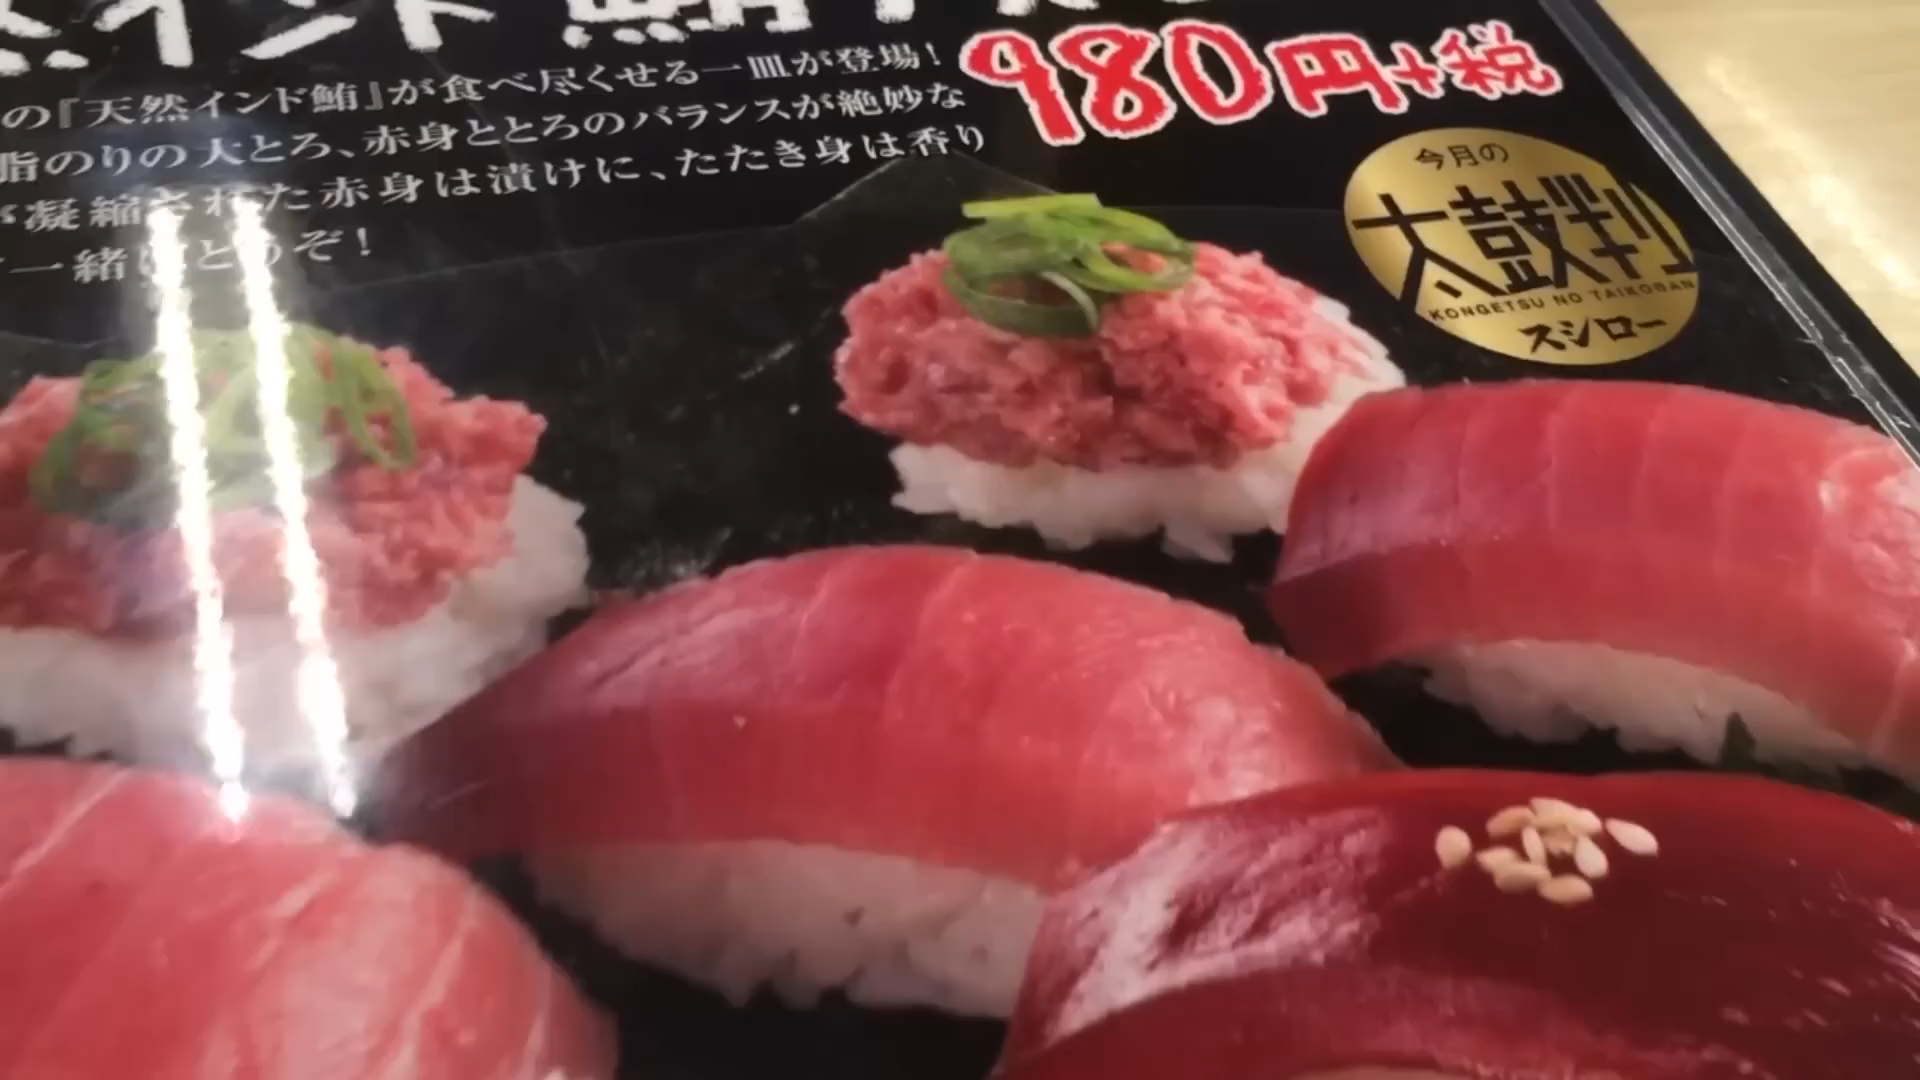 然インド鮪
の『天然インド鮪』が食べ尽くせる一皿が登場!
脂のりの大とろ、赤身ととろのバランスが絶妙な
が凝縮された赤身は漬けに、たたき身は香り
一緒にどうぞ!
980円+税
今月の
太鼓判
KONGETSU NO TAIKOBAN
スシロー